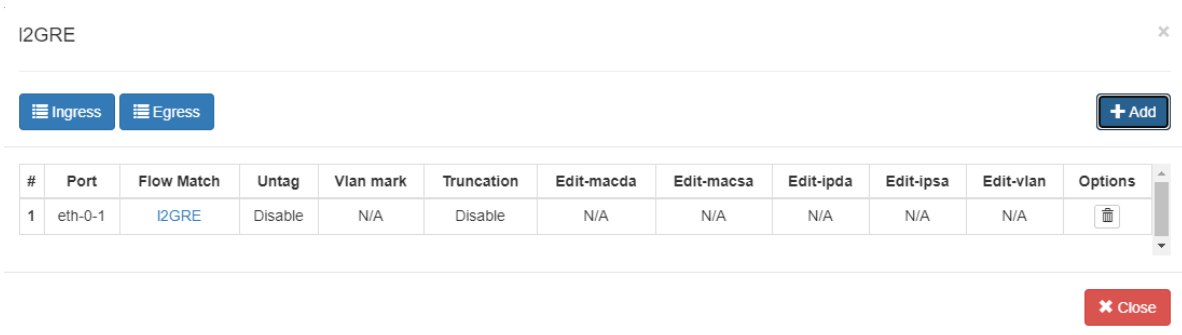 l2GRE ×
Ingress Egress + Add
# Port Flow Match Untag Vlan mark Truncation Edit-macda Edit-macsa Edit-ipda Edit-ipsa Edit-vlan Options
1 eth-0-1 l2GRE Disable N/A Disable N/A N/A N/A N/A N/A
Close